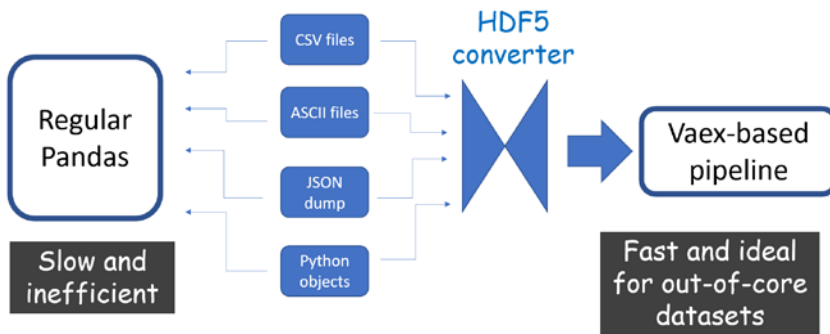 CSV files
HDF5
converter
ASCII files
Regular
Pandas
Vaex-based
pipeline
JSON
dump
Python
objects
Slow and
inefficient
Fast and ideal
for out-of-core
datasets